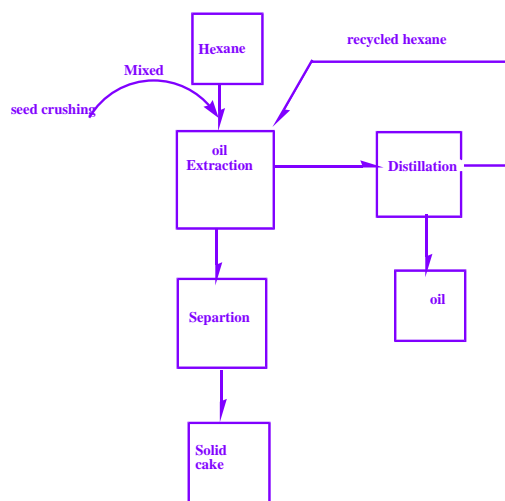 recycled hexane
Hexane
Mixed
seed crushing
oil
Extraction
Distillation
oil
Separtion
Solid
cake